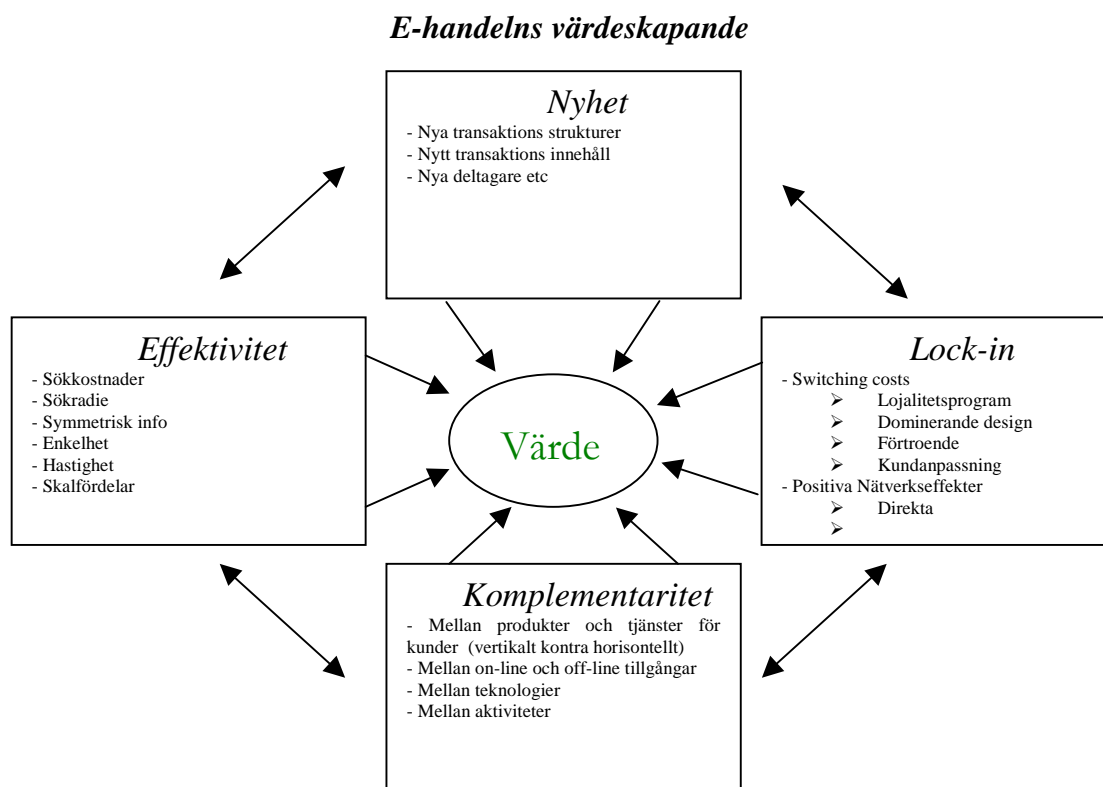 E-handelns värdeskapande
Nyhet
- Nya transaktions strukturer
- Nytt transaktions innehåll
- Nya deltagare etc
Effektivitet
- Sökkostnader
- Sökradie
- Symmetrisk info
- Enkelhet
- Hastighet
- Skalfördelar
Värde
Lock-in
- Switching costs
➢ Lojalitetsprogram
➢ Dominerande design
➢ Förtroende
➢ Kundanpassning
- Positiva Nätverkseffekter
➢ Direkta
➢
Komplementaritet
- Mellan produkter och tjänster för
kunder (vertikalt kontra horisontellt)
- Mellan on-line och off-line tillgångar
- Mellan teknologier
- Mellan aktiviteter